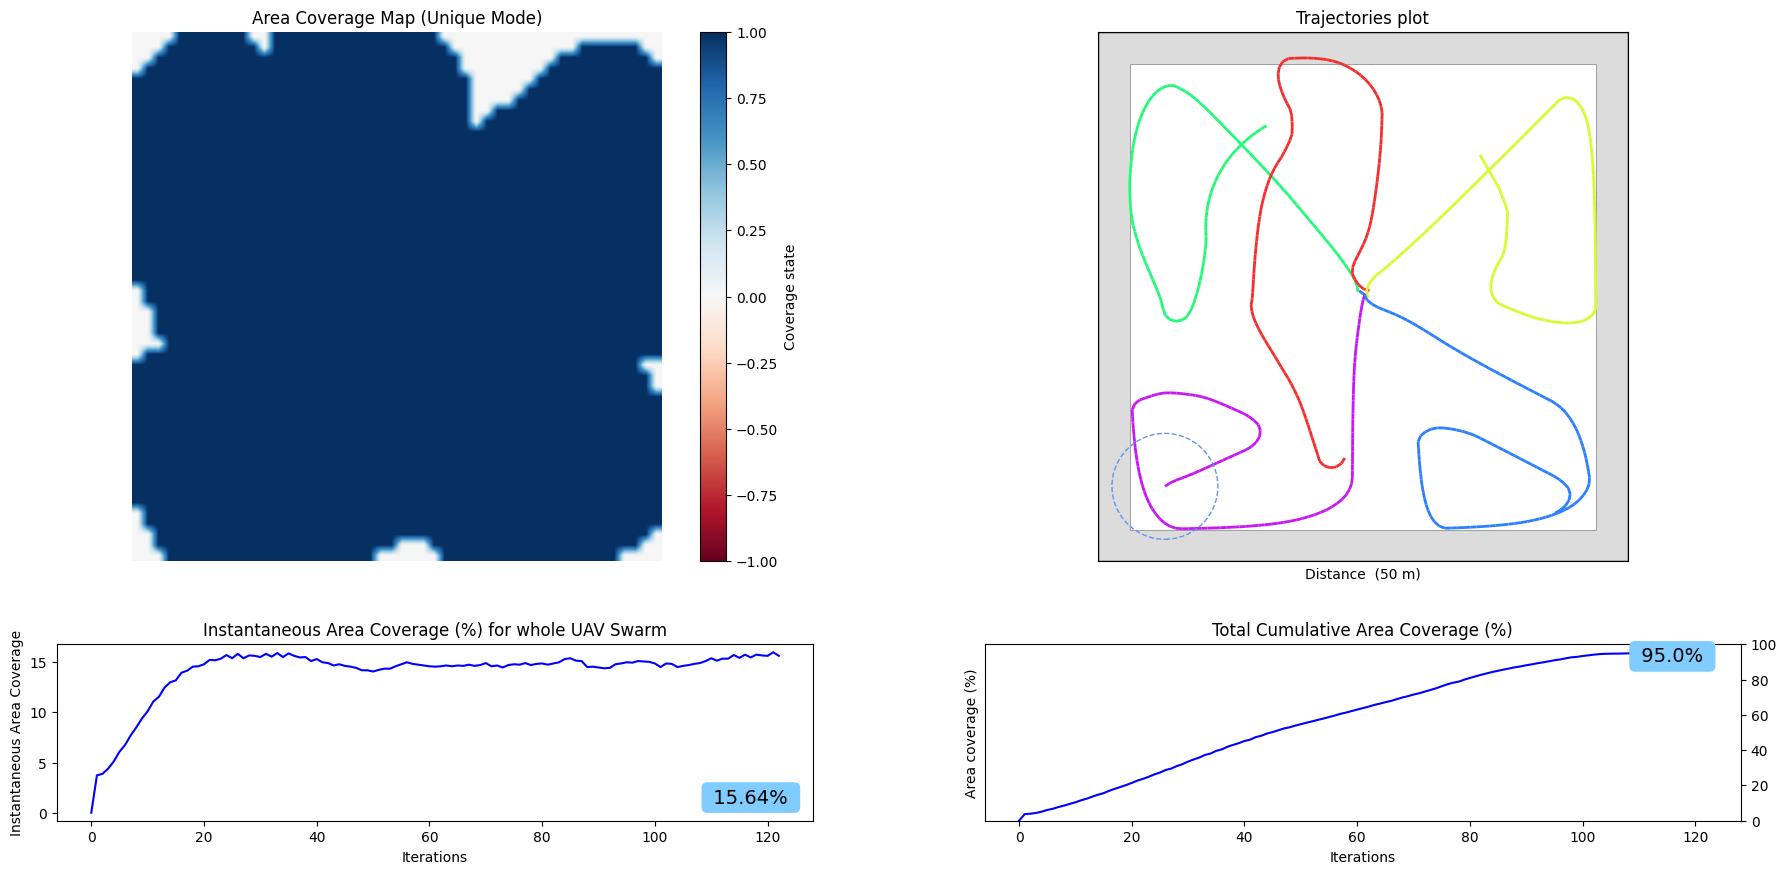 Area Coverage Map (Unique Mode)
1.00
0.75
0.50
0.25
0.00
−0.25
−0.50
−0.75
−1.00
Coverage state
Trajectories plot
Distance  (50 m)
Instantaneous Area Coverage (%) for whole UAV Swarm
Instantaneous Area Coverage
15
10
5
0
15.64%
0 20 40 60 80 100 120
Iterations
Total Cumulative Area Coverage (%)
Area coverage (%)
95.0%
100
80
60
40
20
0
0 20 40 60 80 100 120
Iterations